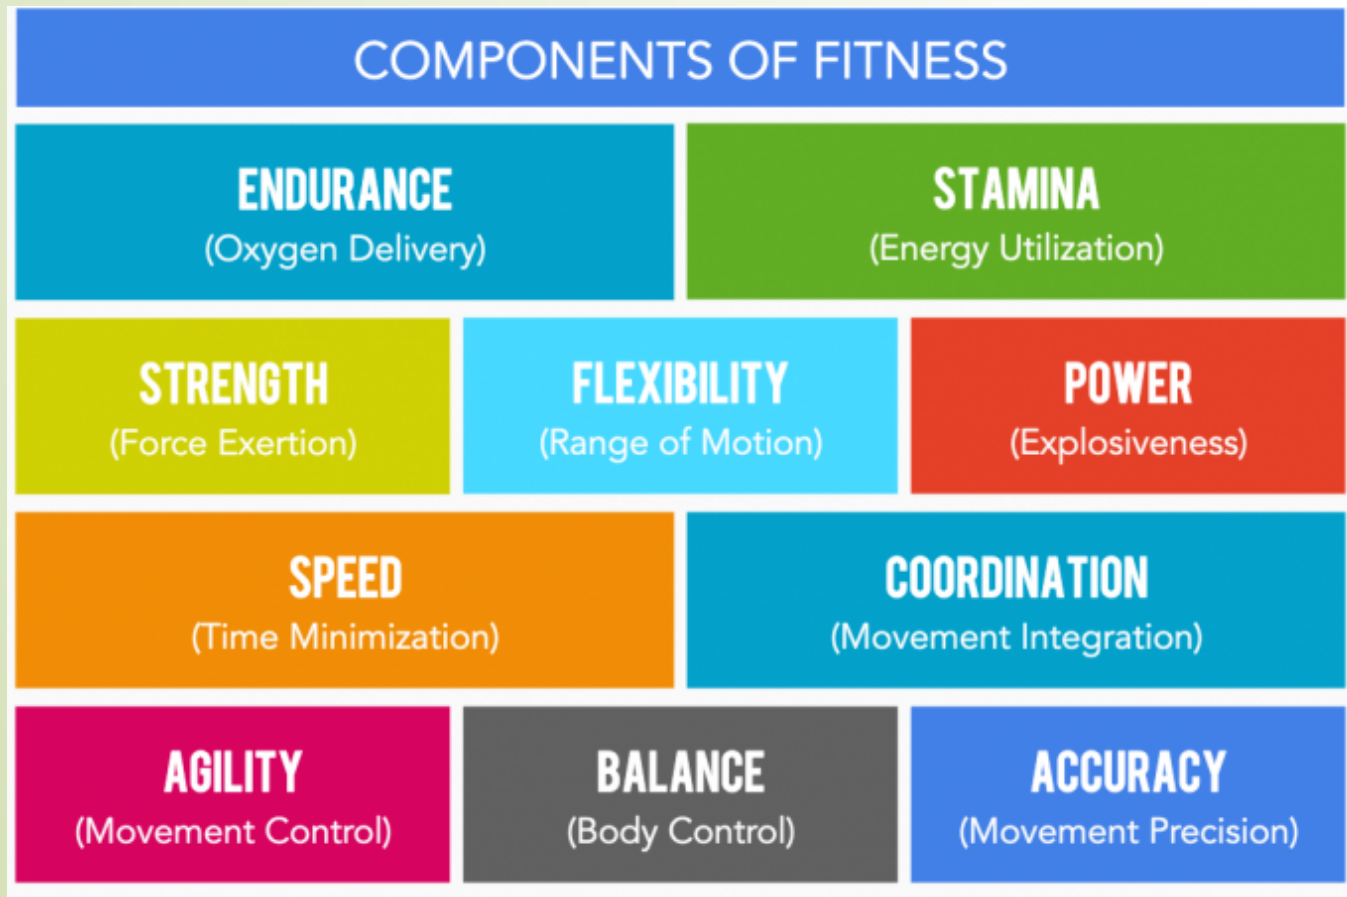 COMPONENTS OF FITNESS
ENDURANCE
(Oxygen Delivery)
STAMINA
(Energy Utilization)
STRENGTH
(Force Exertion)
FLEXIBILITY
(Range of Motion)
POWER
(Explosiveness)
SPEED
(Time Minimization)
COORDINATION
(Movement Integration)
AGILITY
(Movement Control)
BALANCE
(Body Control)
ACCURACY
(Movement Precision)